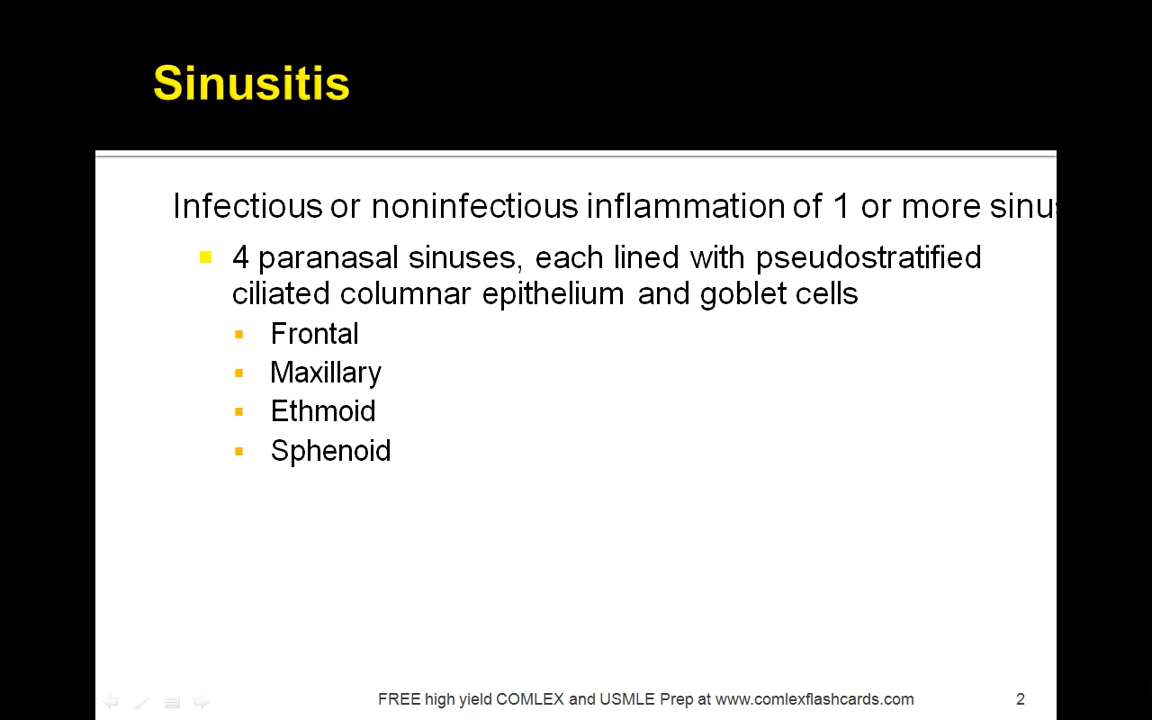 Sinusitis
Infectious or noninfectious inflammation of 1 or more sinus
4 paranasal sinuses, each lined with pseudostratified
ciliated columnar epithelium and goblet cells
Frontal
Maxillary
Ethmoid
Sphenoid
FREE high yield COMLEX and USMLE Prep at www.comlexflashcards.com 2